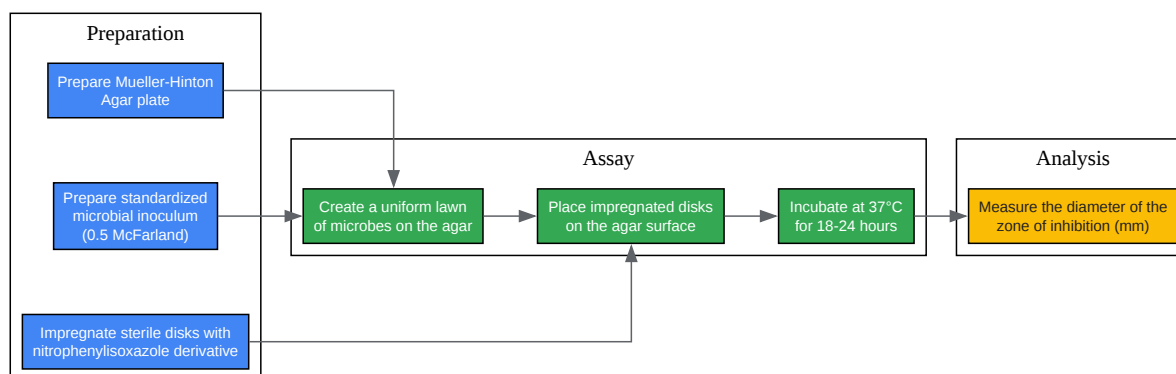 Preparation
Prepare Mueller-Hinton
Agar plate
Prepare standardized
microbial inoculum
(0.5 McFarland)
Impregnate sterile disks with
nitrophenylisoxazole derivative
Assay
Create a uniform lawn
of microbes on the agar
Place impregnated disks
on the agar surface
Incubate at 37°C
for 18-24 hours
Analysis
Measure the diameter of the
zone of inhibition (mm)